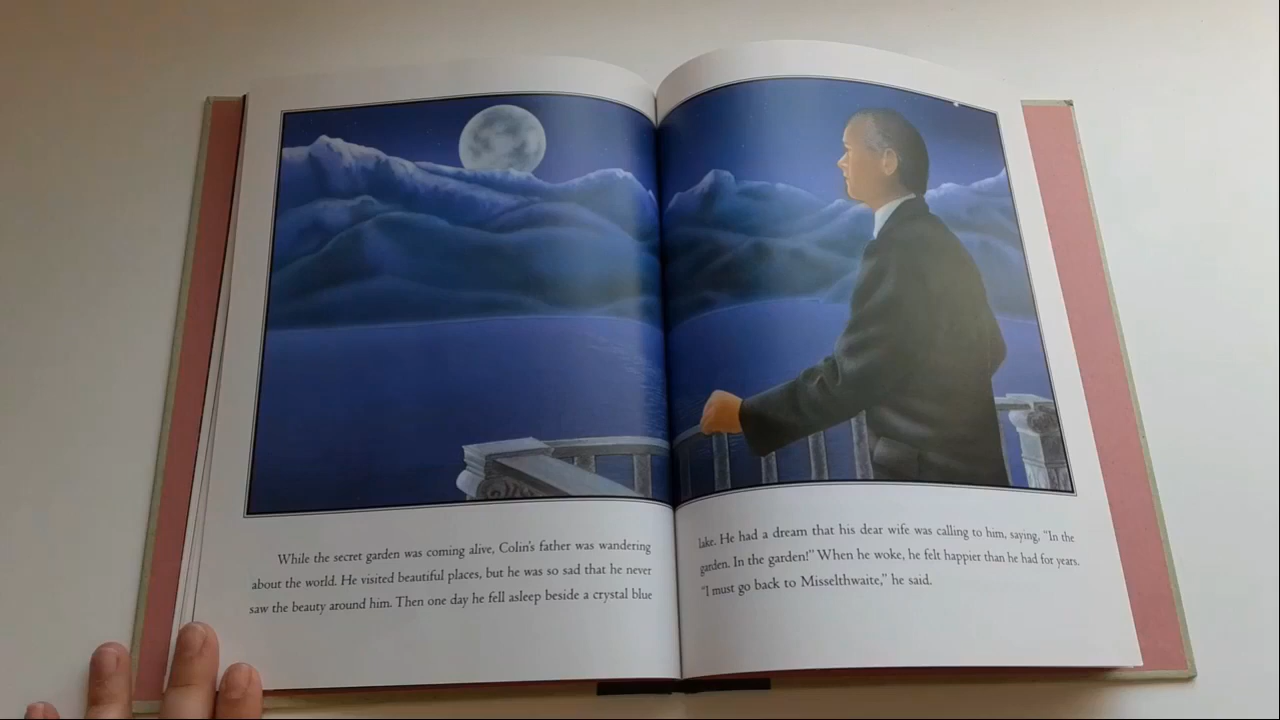 While the secret garden was coming alive, Colin's father was wandering
about the world. He visited beautiful places, but he was so sad that he never
saw the beauty around him. Then one day he fell asleep beside a crystal blue
lake. He had a dream that his dear wife was calling to him, saying, "In the
garden. In the garden!" When he woke, he felt happier than he had for years.
"I must go back to Misselthwaite," he said.